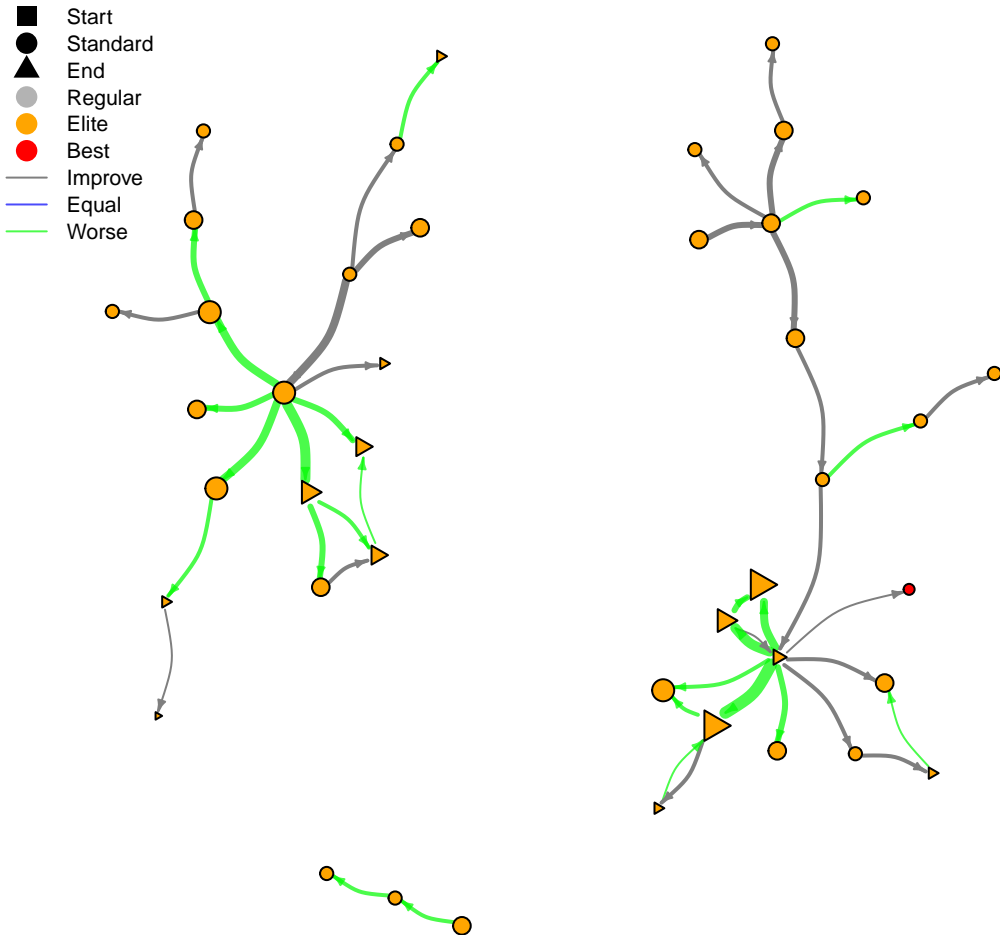 Start
Standard
End
Regular
Elite
Best
Improve
Equal
Worse